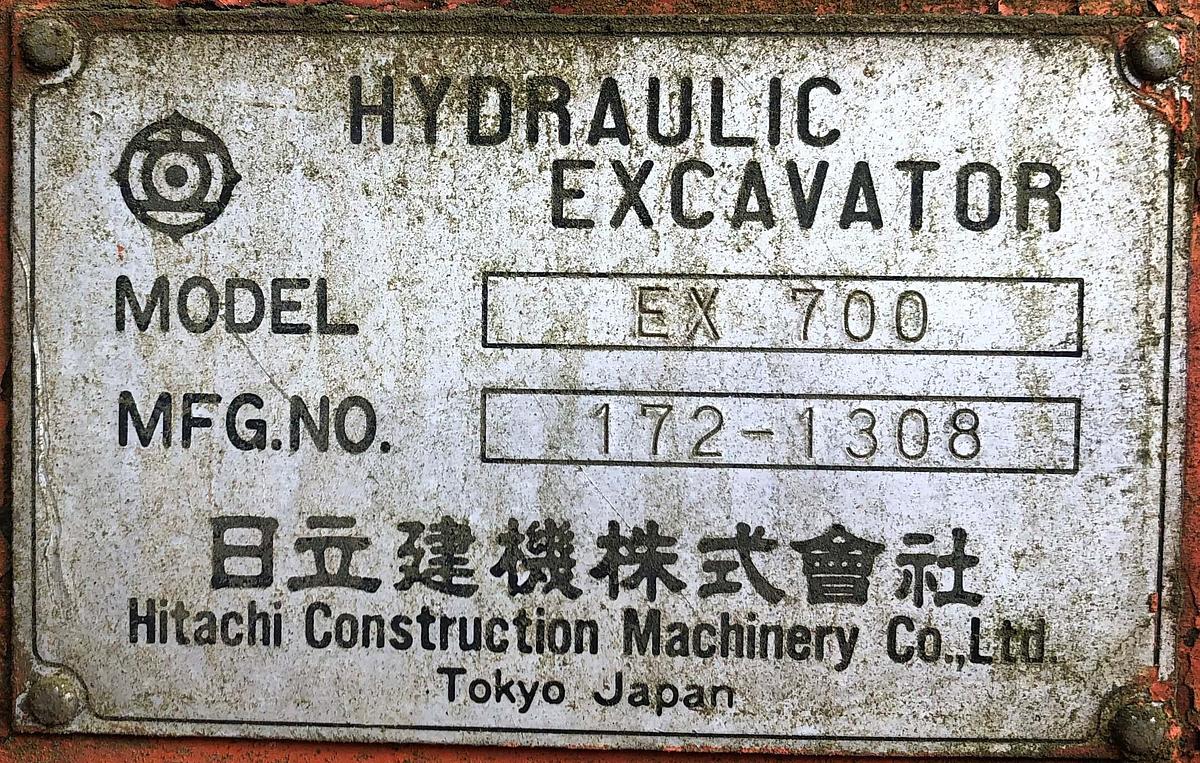 HYDRAULIC
EXCAVATOR
MODEL EX 700
MFG.NO. 172-1308
日立建機株式會社
Hitachi Construction Machinery Co.,Ltd.
Tokyo Japan